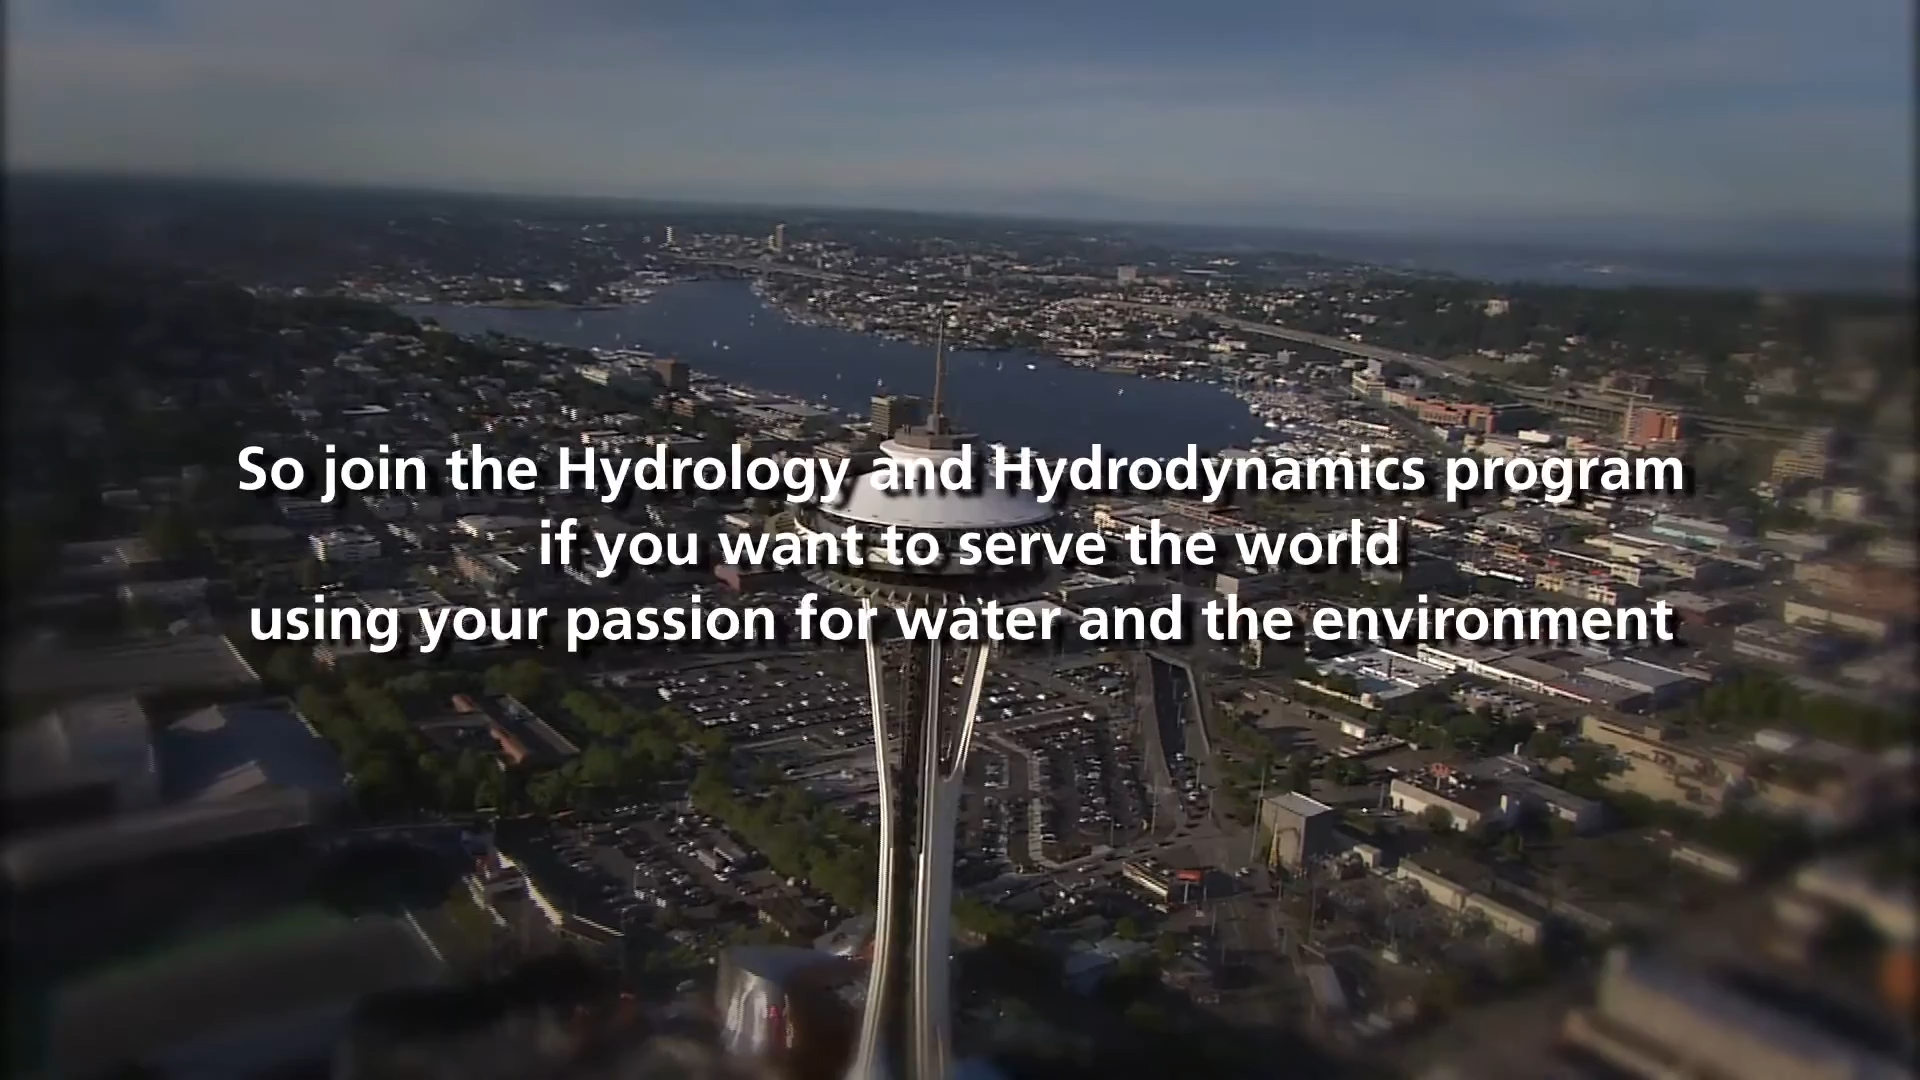 So join the Hydrology and Hydrodynamics program
if you want to serve the world
using your passion for water and the environment